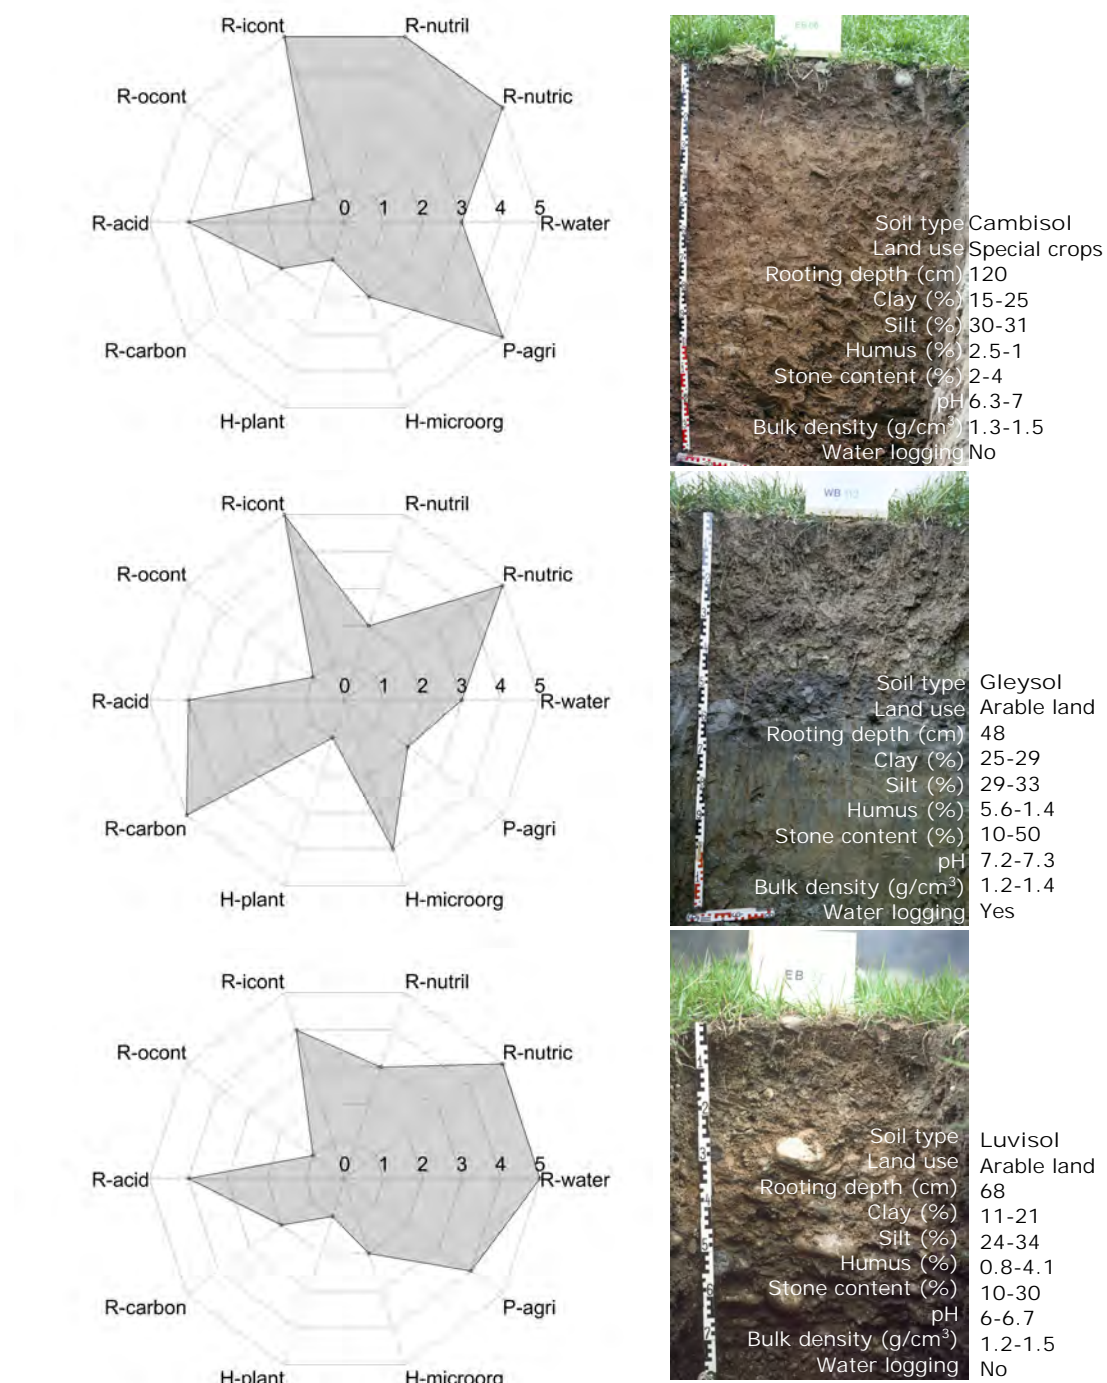 R-icont R-nutril
R-ocont R-nutric
R-acid 0 1 2 3 4 5 R-water
R-carbon P-agri
H-plant H-microorg
Soil type Cambisol
Land use Special crops
Rooting depth (cm) 120
Clay (%) 15-25
Silt (%) 30-31
Humus (%) 2.5-1
Stone content (%) 2-4
pH 6.3-7
Bulk density (g/cm³) 1.3-1.5
Water logging No
R-icont R-nutril
R-ocont R-nutric
R-acid 0 1 2 3 4 5 R-water
R-carbon P-agri
H-plant H-microorg
WB
Soil type Gleysol
Land use Arable land
Rooting depth (cm) 48
Clay (%) 25-29
Silt (%) 29-33
Humus (%) 5.6-1.4
Stone content (%) 10-50
pH 7.2-7.3
Bulk density (g/cm³) 1.2-1.4
Water logging Yes
R-icont R-nutril
R-ocont R-nutric
R-acid 0 1 2 3 4 5 R-water
R-carbon P-agri
H-plant H-microorg
EB
Soil type Luvisol
Land use Arable land
Rooting depth (cm) 68
Clay (%) 11-21
Silt (%) 24-34
Humus (%) 0.8-4.1
Stone content (%) 10-30
pH 6-6.7
Bulk density (g/cm³) 1.2-1.5
Water logging No